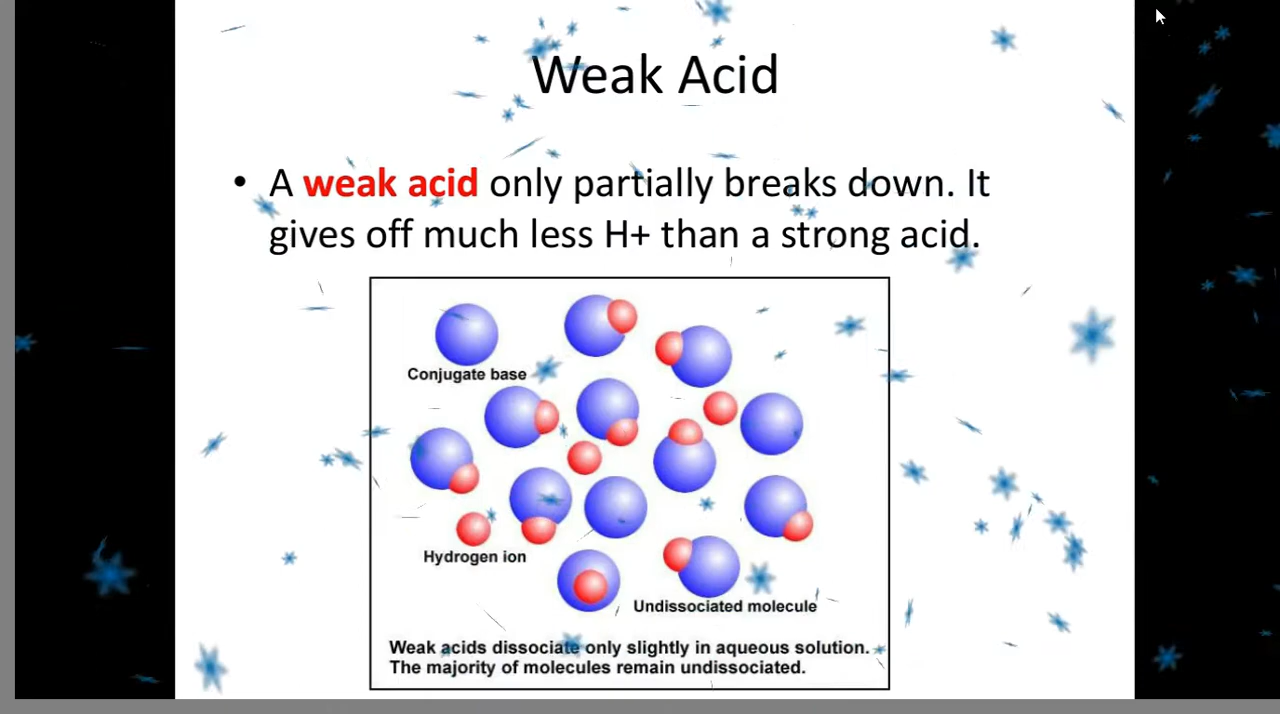 Weak Acid
• A weak acid only partially breaks down. It
gives off much less H+ than a strong acid.
Conjugate base
Hydrogen ion
Undissociated molecule
Weak acids dissociate only slightly in aqueous solution.
The majority of molecules remain undissociated.